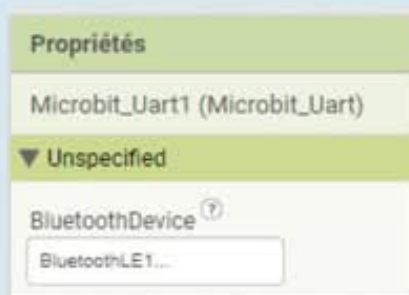 Propriétés
Microbit_Uart1 (Microbit_Uart)
Unspecified
BluetoothDevice ?
BluetoothLE1...